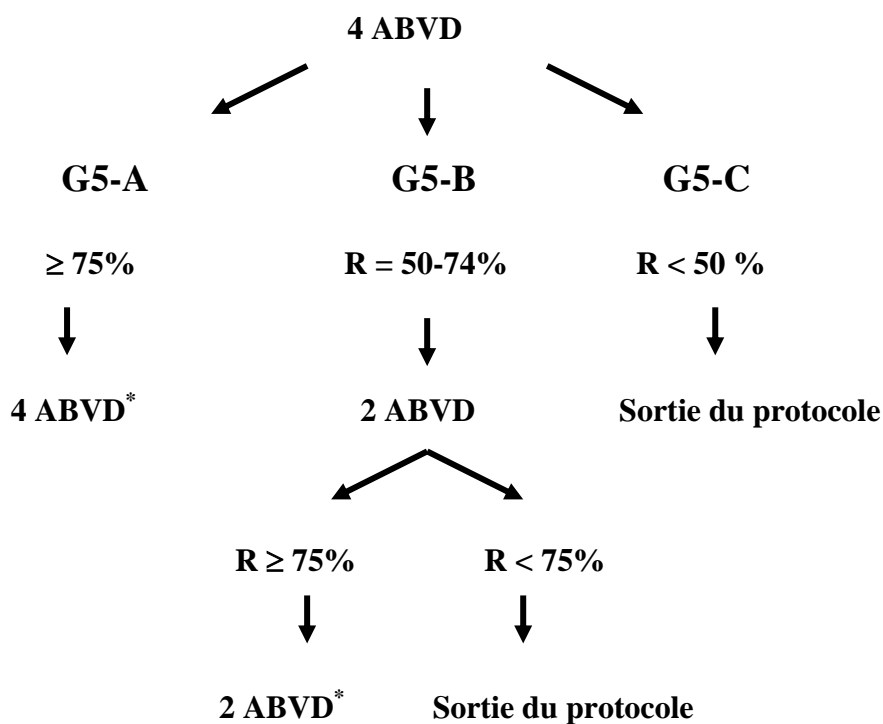 4 ABVD
G5-A G5-B G5-C
≥ 75% R = 50-74% R < 50 %
4 ABVD* 2 ABVD Sortie du protocole
R ≥ 75% R < 75%
2 ABVD* Sortie du protocole